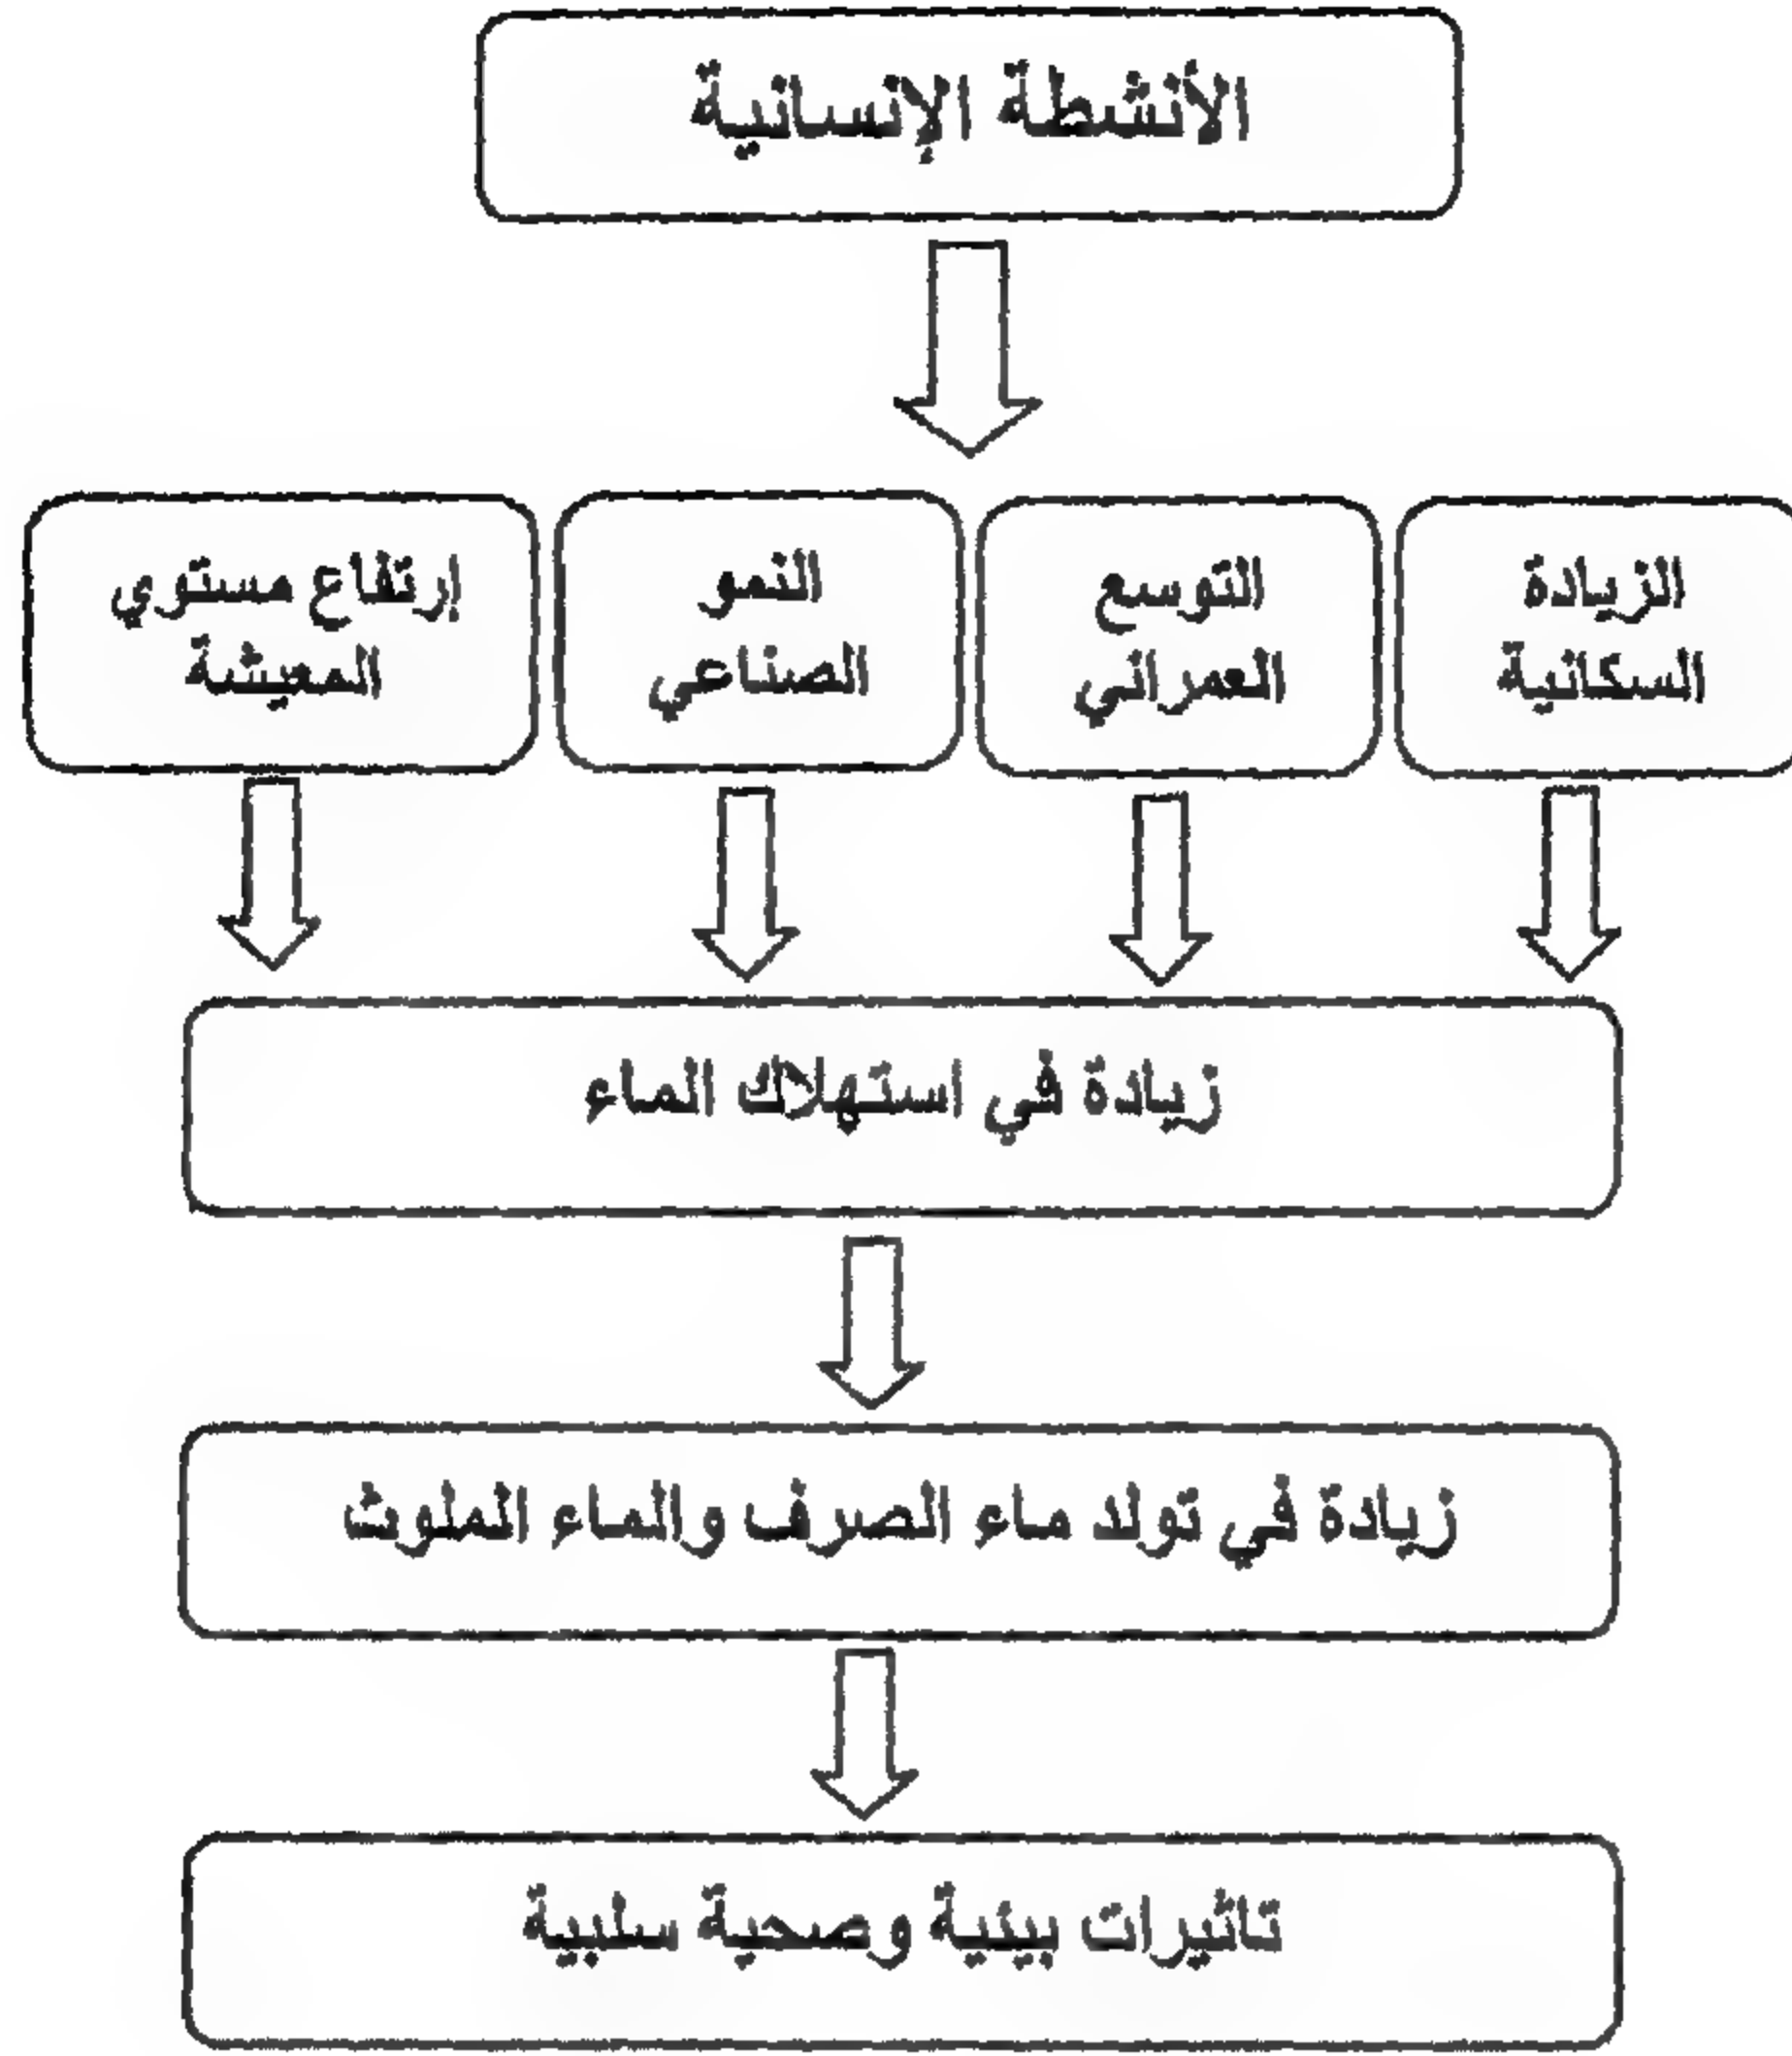 الأنشطة الإنسانية
الزيادة
السكانية
التوسع
العمراني
النمو
الصناعي
إرتفاع مستوي
المعيشة
زيادة في استهلاك الماء
زيادة في تولد ماء الصرف والماء الملوث
تاثيرات بيئية وصحية سلبية